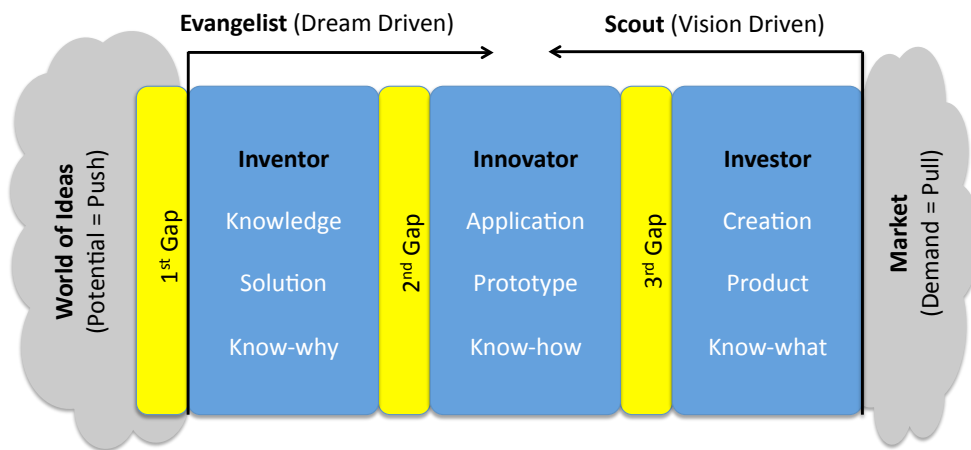 Evangelist (Dream Driven)
Scout (Vision Driven)
World of Ideas
(Potential = Push)
1st Gap
Inventor
Knowledge
Solution
Know-why
2nd Gap
Innovator
Application
Prototype
Know-how
3rd Gap
Investor
Creation
Product
Know-what
Market
(Demand = Pull)